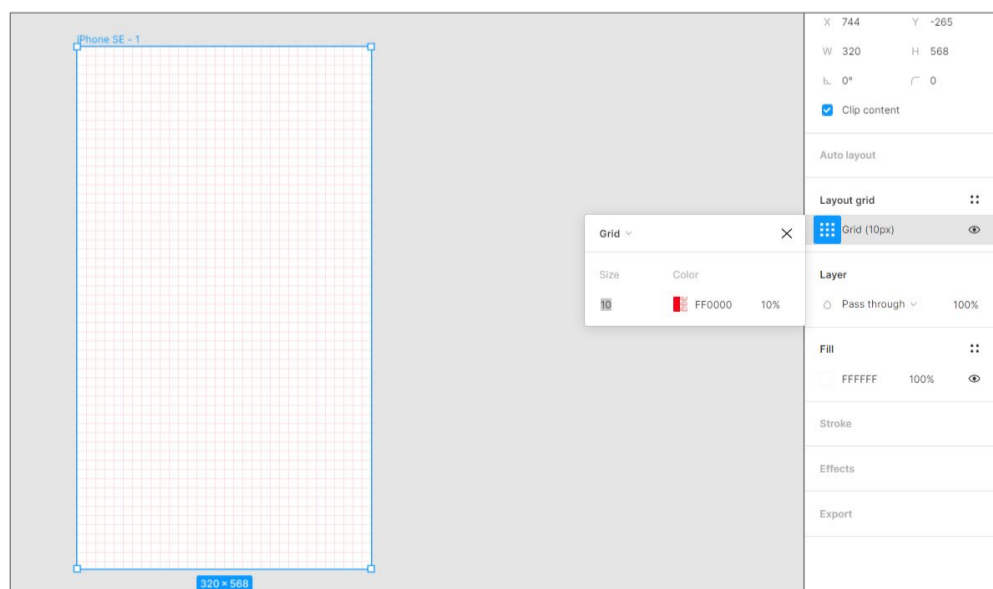 iPhone SE - 1
320 × 568
X 744 Y -265
W 320 H 568
0° 0
Clip content
Auto layout
Layout grid
Grid (10px)
Grid
Size Color
10 FF0000 10%
Layer
Pass through 100%
Fill
FFFFFF 100%
Stroke
Effects
Export